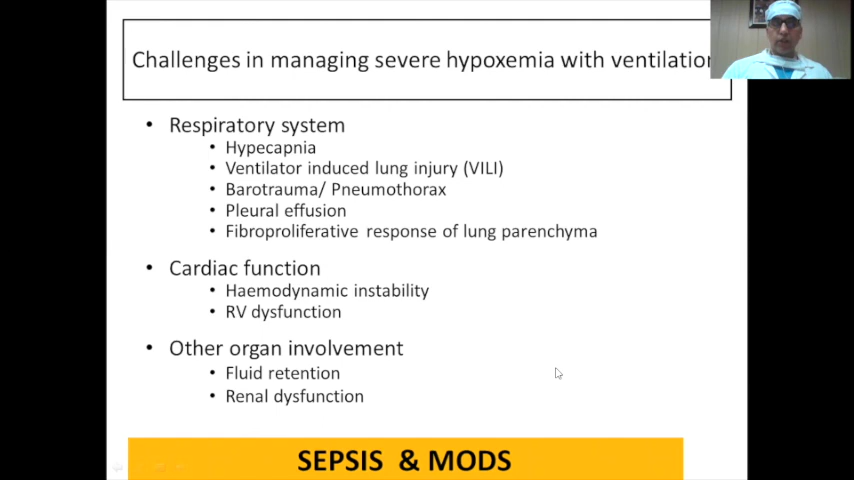 Challenges in managing severe hypoxemia with ventilation
• Respiratory system
• Hypecapnia
• Ventilator induced lung injury (VILI)
• Barotrauma/ Pneumothorax
• Pleural effusion
• Fibroproliferative response of lung parenchyma
• Cardiac function
• Haemodynamic instability
• RV dysfunction
• Other organ involvement
• Fluid retention
• Renal dysfunction
SEPSIS & MODS